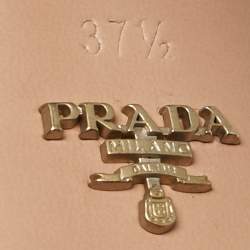 37½
PRADA
MILANO
DAL 1913